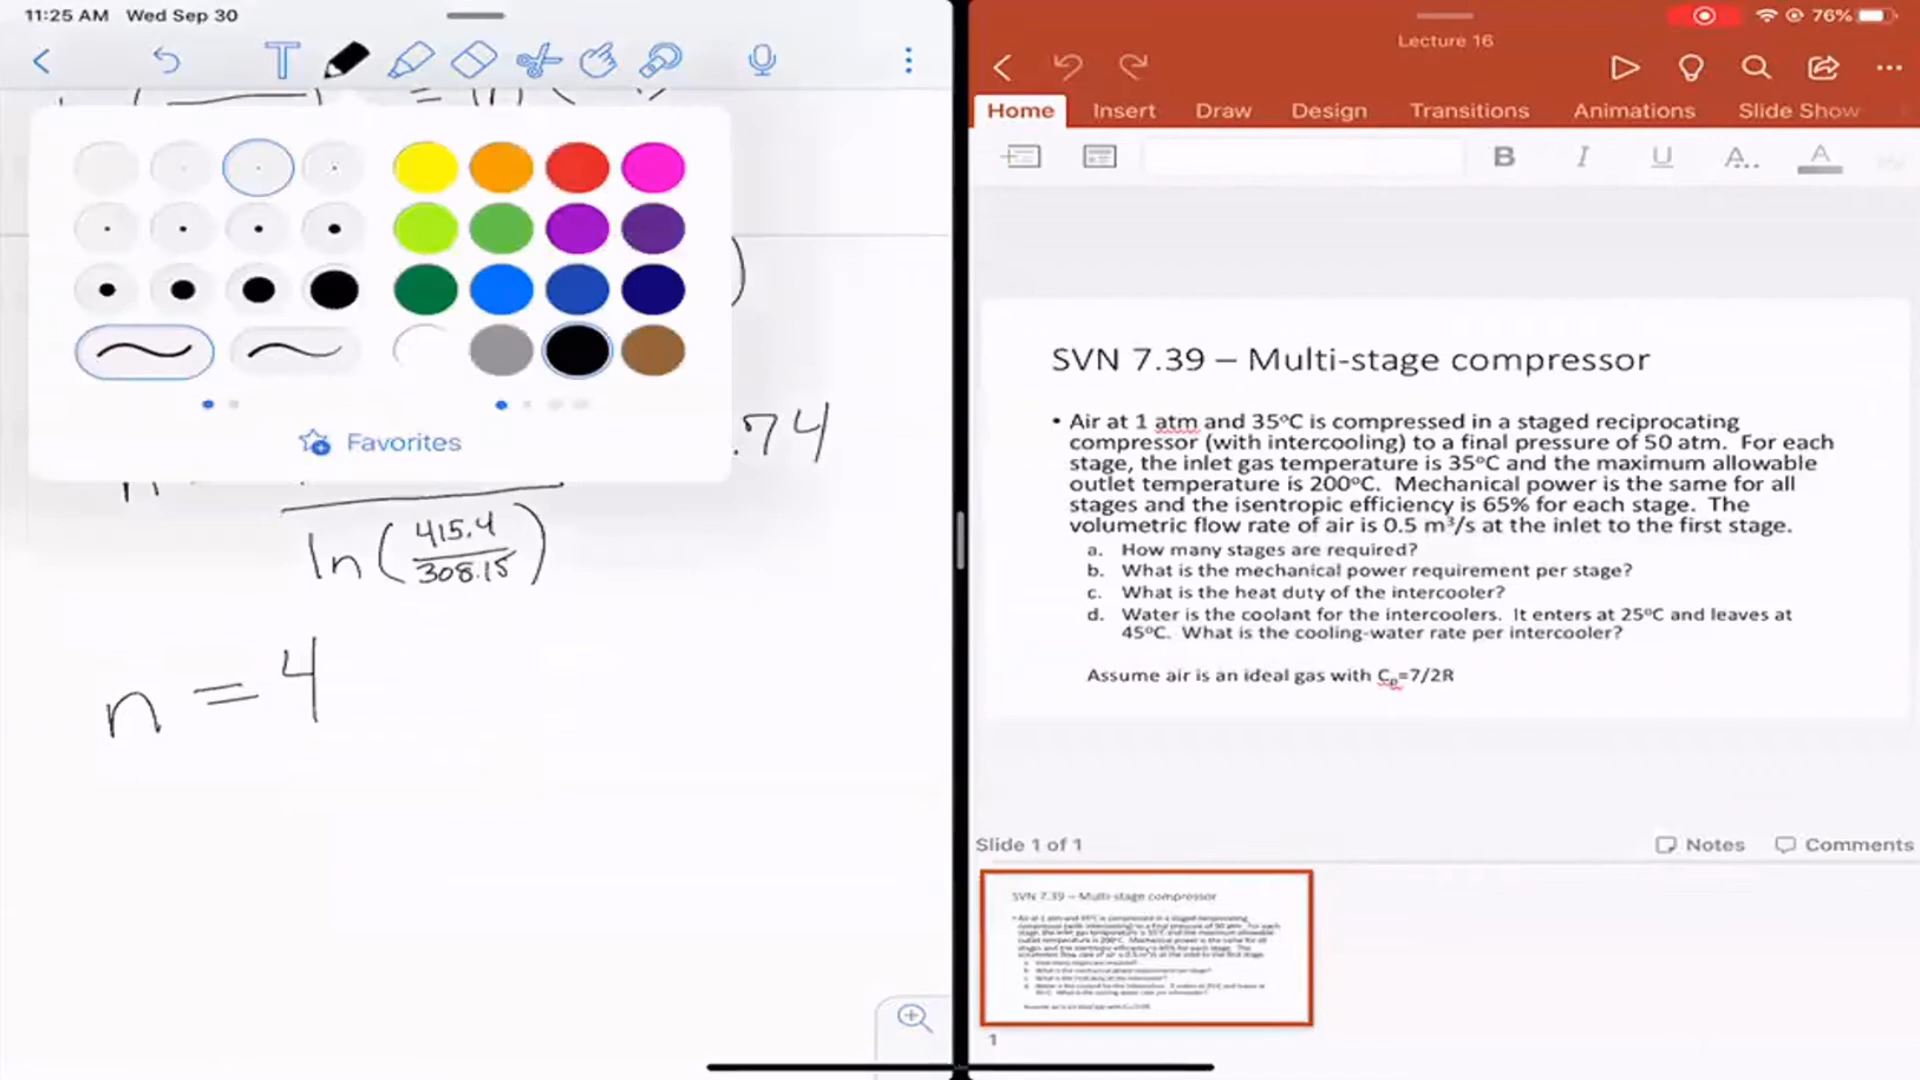 11:25 AM Wed Sep 30
T
Favorites
.74
ln(415.4/308.15)
n = 4
76%
Lecture 16
Home Insert Draw Design Transitions Animations Slide Show
B I U A.. A
SVN 7.39 – Multi-stage compressor
• Air at 1 atm and 35°C is compressed in a staged reciprocating
compressor (with intercooling) to a final pressure of 50 atm. For each
stage, the inlet gas temperature is 35°C and the maximum allowable
outlet temperature is 200°C. Mechanical power is the same for all
stages and the isentropic efficiency is 65% for each stage. The
volumetric flow rate of air is 0.5 m³/s at the inlet to the first stage.
a. How many stages are required?
b. What is the mechanical power requirement per stage?
c. What is the heat duty of the intercooler?
d. Water is the coolant for the intercoolers. It enters at 25°C and leaves at
45°C. What is the cooling-water rate per intercooler?
Assume air is an ideal gas with Cp=7/2R
Slide 1 of 1
Notes Comments
SVN 7.39 – Multi-stage compressor
1